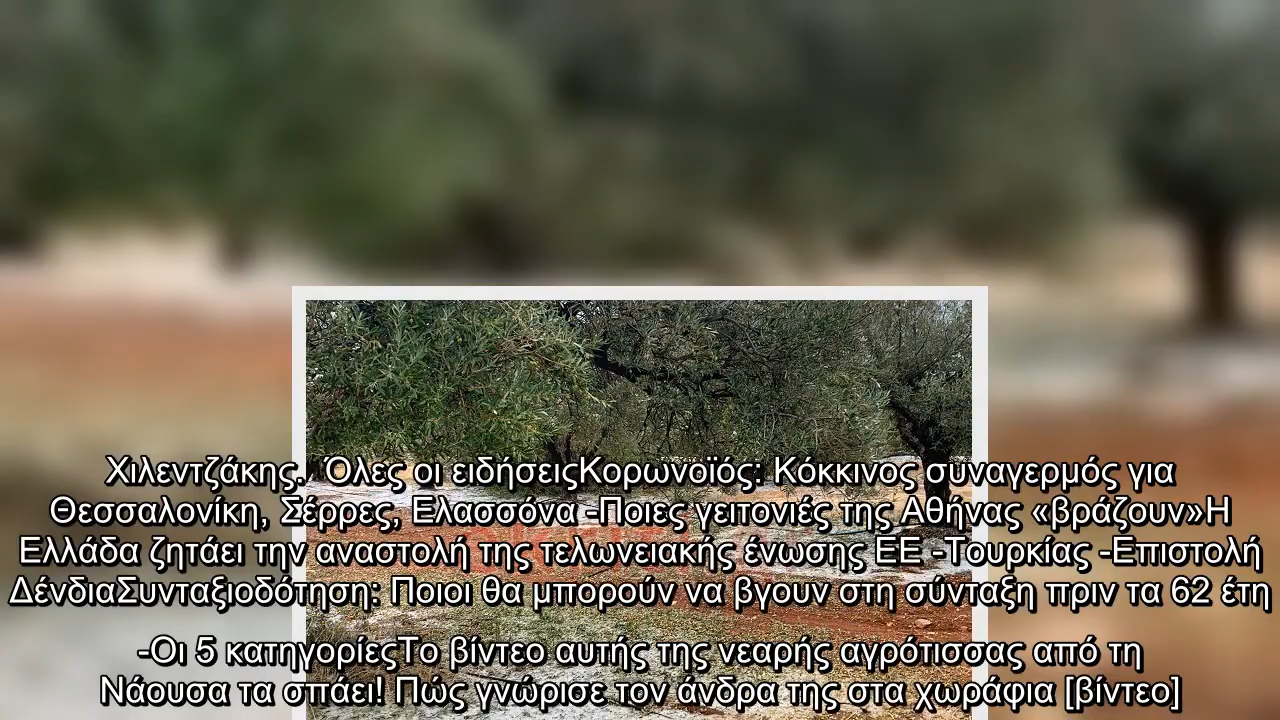 Χιλεντζάκης.. Όλες οι ειδήσειςΚορωνοϊός: Κόκκινος συναγερμός για
Θεσσαλονίκη, Σέρρες, Ελασσόνα -Ποιες γειτονιές της Αθήνας «βράζουν»Η
Ελλάδα ζητάει την αναστολή της τελωνειακής ένωσης ΕΕ -Τουρκίας -Επιστολή
ΔένδιαΣυνταξιοδότηση: Ποιοι θα μπορούν να βγουν στη σύνταξη πριν τα 62 έτη
-Οι 5 κατηγορίεςΤο βίντεο αυτής της νεαρής αγρότισσας από τη
Νάουσα τα σπάει! Πώς γνώρισε τον άνδρα της στα χωράφια [βίντεο]